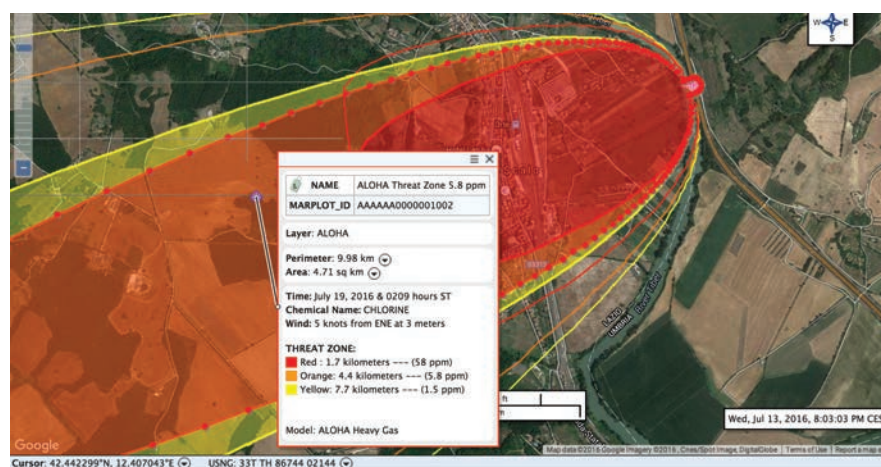 W E
S
NAME ALOHA Threat Zone 5.8 ppm
MARPLOT_ID AAAAAA0000001002
Layer: ALOHA
Perimeter: 9.98 km
Area: 4.71 sq km
Time: July 19, 2016 & 0209 hours ST
Chemical Name: CHLORINE
Wind: 5 knots from ENE at 3 meters
THREAT ZONE:
Red : 1.7 kilometers --- (58 ppm)
Orange: 4.4 kilometers --- (5.8 ppm)
Yellow: 7.7 kilometers --- (1.5 ppm)
Model: ALOHA Heavy Gas
LAZIO
UMBRIA
River Tiber
ft
Wed, Jul 13, 2016, 8:03:03 PM CES
Google
Map data ©2016 Google Imagery ©2016 , Cnes/Spot Image, DigitalGlobe
Terms of Use
Report a map e
Cursor: 42.442299°N, 12.407043°E
USNG: 33T TH 86744 02144